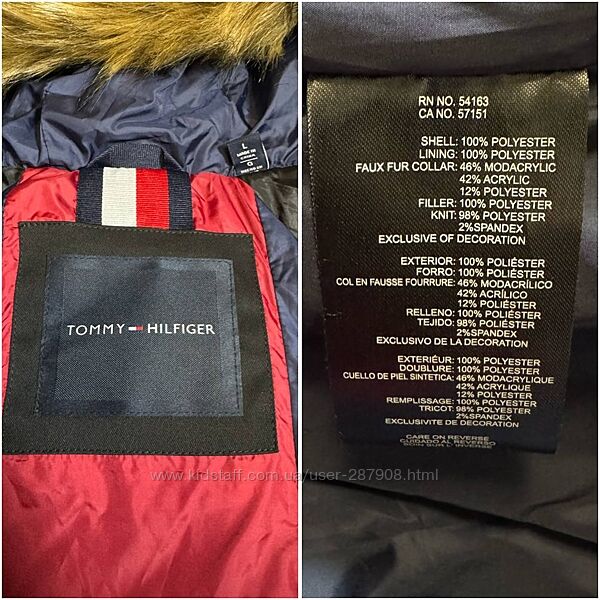 L
G
TOMMY HILFIGER
RN NO. 54163
CA NO. 57151
SHELL: 100% POLYESTER
LINING: 100% POLYESTER
FAUX FUR COLLAR: 46% MODACRYLIC
42% ACRYLIC
12% POLYESTER
FILLER: 100% POLYESTER
KNIT: 98% POLYESTER
2%SPANDEX
EXCLUSIVE OF DECORATION
EXTERIOR: 100% POLIÉSTER
FORRO: 100% POLIÉSTER
COL EN FAUSSE FOURRURE: 46% MODACRÍLICO
42% ACRÍLICO
12% POLIÉSTER
RELLENO: 100% POLIÉSTER
TEJIDO: 98% POLIÉSTER
2%SPANDEX
EXCLUSIVO DE LA DECORACIÓN
EXTERIÉUR: 100% POLYESTER
DOUBLURE: 100% POLYESTER
CUELLO DE PIEL SINTETICA: 46% MODACRYLIQUE
42% ACRYLIQUE
12% POLYESTER
REMPLISSAGE: 100% POLYESTER
TRICOT: 98% POLYESTER
2%SPANDEX
EXCLUSIVITE DE DECORATION
CARE ON REVERSE
CUIDADO AL REVERSO
SOIN SUR L'INVERSE
www.kidstaff.com.ua/user-287908.html